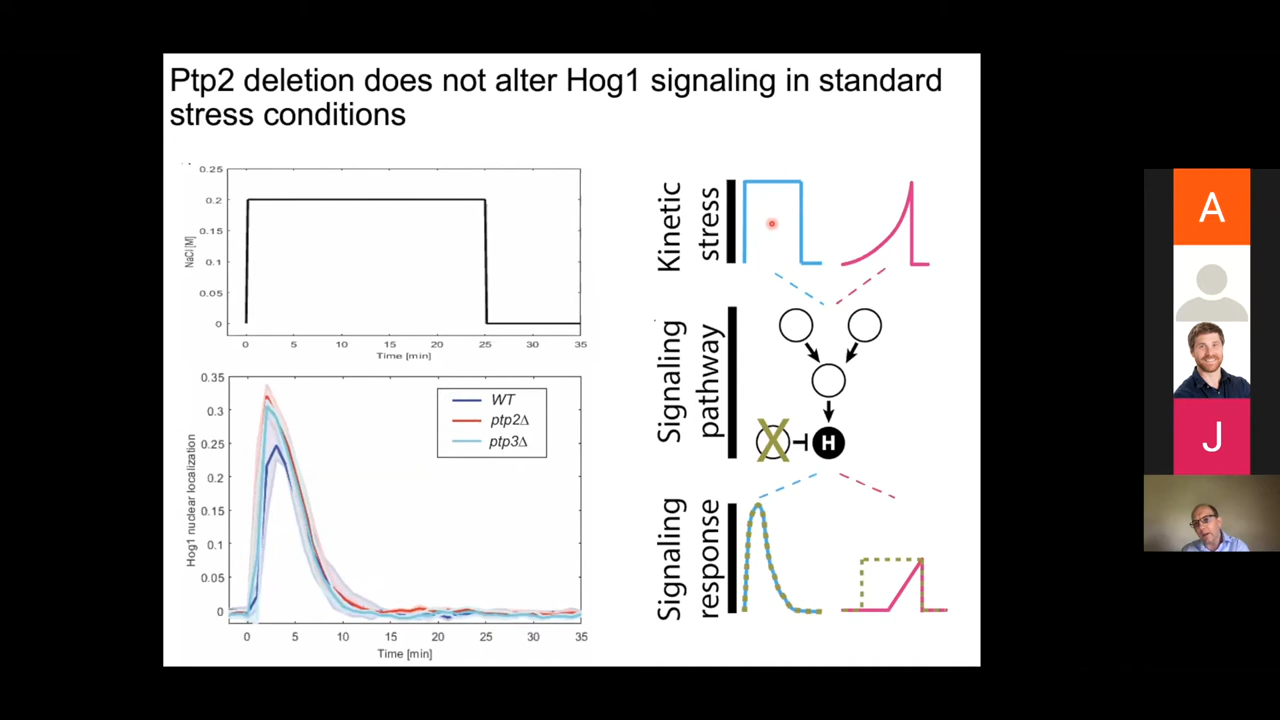 Ptp2 deletion does not alter Hog1 signaling in standard
stress conditions
0.25
0.2
0.15
0.1
0.05
0
NaCl [M]
0 5 10 15 20 25 30 35
Time [min]
0.35
0.3
0.25
0.2
0.15
0.1
0.05
0
Hog1 nuclear localization
WT
ptp2Δ
ptp3Δ
0 5 10 15 20 25 30 35
Time [min]
Kinetic
stress
Signaling
pathway
X
H
Signaling
response
A
J